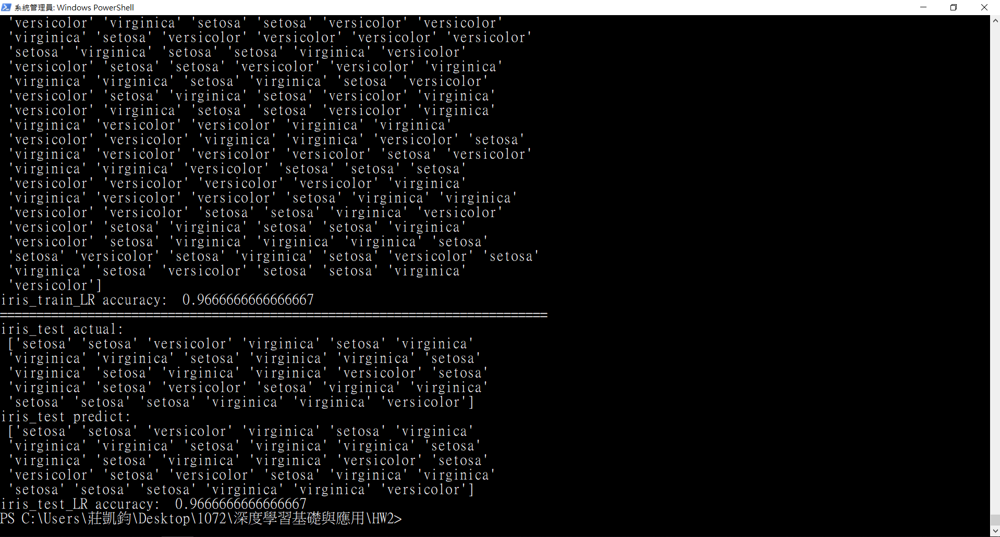 系統管理員: Windows PowerShell
'versicolor' 'virginica' 'setosa' 'setosa' 'versicolor' 'versicolor'
'virginica' 'setosa' 'versicolor' 'versicolor' 'versicolor' 'versicolor'
'setosa' 'virginica' 'setosa' 'setosa' 'virginica' 'versicolor'
'versicolor' 'setosa' 'setosa' 'versicolor' 'versicolor' 'virginica'
'virginica' 'virginica' 'setosa' 'virginica' 'setosa' 'versicolor'
'versicolor' 'setosa' 'virginica' 'setosa' 'versicolor' 'virginica'
'versicolor' 'virginica' 'setosa' 'setosa' 'versicolor' 'virginica'
'virginica' 'versicolor' 'versicolor' 'virginica' 'virginica'
'versicolor' 'versicolor' 'virginica' 'virginica' 'versicolor' 'setosa'
'virginica' 'versicolor' 'versicolor' 'versicolor' 'setosa' 'versicolor'
'virginica' 'virginica' 'versicolor' 'setosa' 'setosa' 'setosa'
'versicolor' 'versicolor' 'versicolor' 'versicolor' 'virginica'
'virginica' 'versicolor' 'versicolor' 'setosa' 'virginica' 'virginica'
'versicolor' 'versicolor' 'setosa' 'setosa' 'virginica' 'versicolor'
'versicolor' 'setosa' 'virginica' 'setosa' 'setosa' 'virginica'
'versicolor' 'setosa' 'virginica' 'virginica' 'virginica' 'setosa'
'setosa' 'versicolor' 'setosa' 'virginica' 'setosa' 'versicolor' 'setosa'
'virginica' 'setosa' 'versicolor' 'setosa' 'setosa' 'virginica'
'versicolor']
iris_train_LR accuracy:  0.9666666666666667
===========================================================================
iris_test actual:
['setosa' 'setosa' 'versicolor' 'virginica' 'setosa' 'virginica'
'virginica' 'virginica' 'setosa' 'virginica' 'virginica' 'setosa'
'virginica' 'setosa' 'virginica' 'virginica' 'versicolor' 'setosa'
'virginica' 'setosa' 'versicolor' 'setosa' 'virginica' 'virginica'
'setosa' 'setosa' 'setosa' 'virginica' 'virginica' 'versicolor']
iris_test predict:
['setosa' 'setosa' 'versicolor' 'virginica' 'setosa' 'virginica'
'virginica' 'virginica' 'setosa' 'virginica' 'virginica' 'setosa'
'virginica' 'setosa' 'virginica' 'virginica' 'versicolor' 'setosa'
'versicolor' 'setosa' 'versicolor' 'setosa' 'virginica' 'virginica'
'setosa' 'setosa' 'setosa' 'virginica' 'virginica' 'versicolor']
iris_test_LR accuracy:  0.9666666666666667
PS C:\Users\莊凱鈞\Desktop\1072\深度學習基礎與應用\HW2>